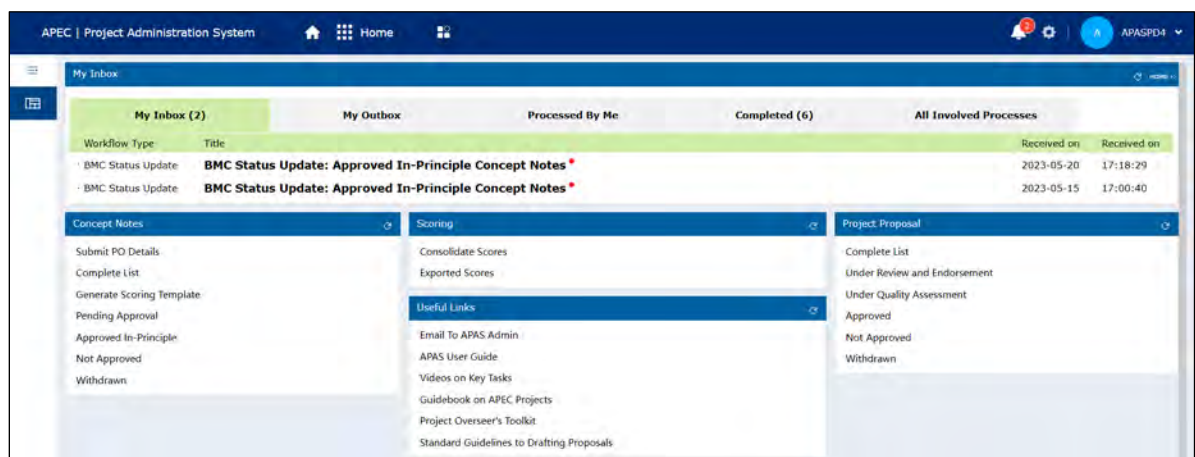 APEC | Project Administration System Home 2 A APASPD4
My Inbox
My Inbox (2) My Outbox Processed By Me Completed (6) All Involved Processes
Workflow Type Title Received on Received on
BMC Status Update BMC Status Update: Approved In-Principle Concept Notes 2023-05-20 17:18:29
BMC Status Update BMC Status Update: Approved In-Principle Concept Notes 2023-05-15 17:00:40
Concept Notes
Submit PO Details
Complete List
Generate Scoring Template
Pending Approval
Approved In-Principle
Not Approved
Withdrawn
Scoring
Consolidate Scores
Exported Scores
Useful Links
Email To APAS Admin
APAS User Guide
Videos on Key Tasks
Guidebook on APEC Projects
Project Overseer's Toolkit
Standard Guidelines to Drafting Proposals
Project Proposal
Complete List
Under Review and Endorsement
Under Quality Assessment
Approved
Not Approved
Withdrawn